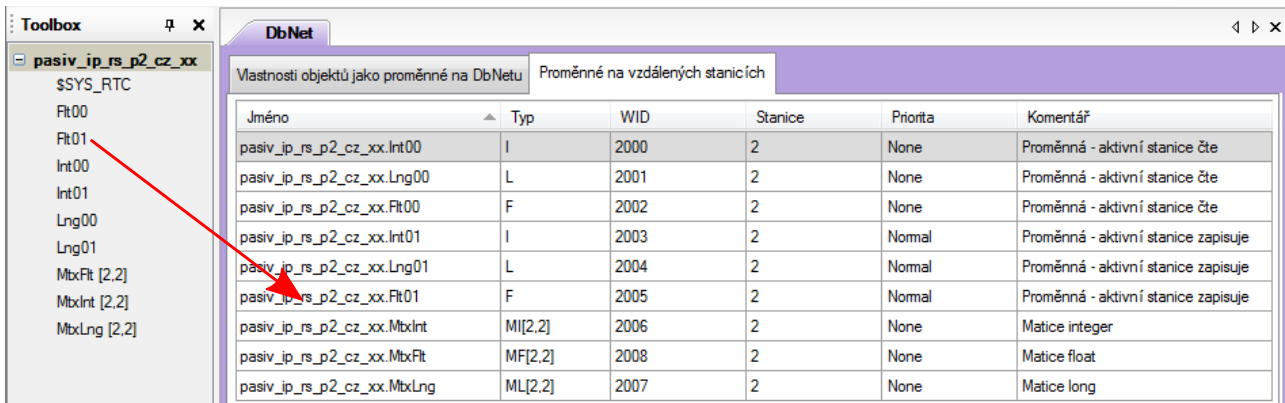 Toolbox
pasiv_ip_rs_p2_cz_xx
$SYS_RTC
Flt00
Flt01
Int00
Int01
Lng00
Lng01
MtxFlt [2,2]
MtxInt [2,2]
MtxLng [2,2]
DbNet
Vlastnosti objektů jako proměnné na DbNetu Proměnné na vzdálených stanicích
Jméno Typ WID Stanice Priorita Komentář
pasiv_ip_rs_p2_cz_xx.Int00 I 2000 2 None Proměnná - aktivní stanice čte
pasiv_ip_rs_p2_cz_xx.Lng00 L 2001 2 None Proměnná - aktivní stanice čte
pasiv_ip_rs_p2_cz_xx.Flt00 F 2002 2 None Proměnná - aktivní stanice čte
pasiv_ip_rs_p2_cz_xx.Int01 I 2003 2 Normal Proměnná - aktivní stanice zapisuje
pasiv_ip_rs_p2_cz_xx.Lng01 L 2004 2 Normal Proměnná - aktivní stanice zapisuje
pasiv_ip_rs_p2_cz_xx.Flt01 F 2005 2 Normal Proměnná - aktivní stanice zapisuje
pasiv_ip_rs_p2_cz_xx.MtxInt MI[2,2] 2006 2 None Matice integer
pasiv_ip_rs_p2_cz_xx.MtxFlt MF[2,2] 2008 2 None Matice float
pasiv_ip_rs_p2_cz_xx.MtxLng ML[2,2] 2007 2 None Matice long